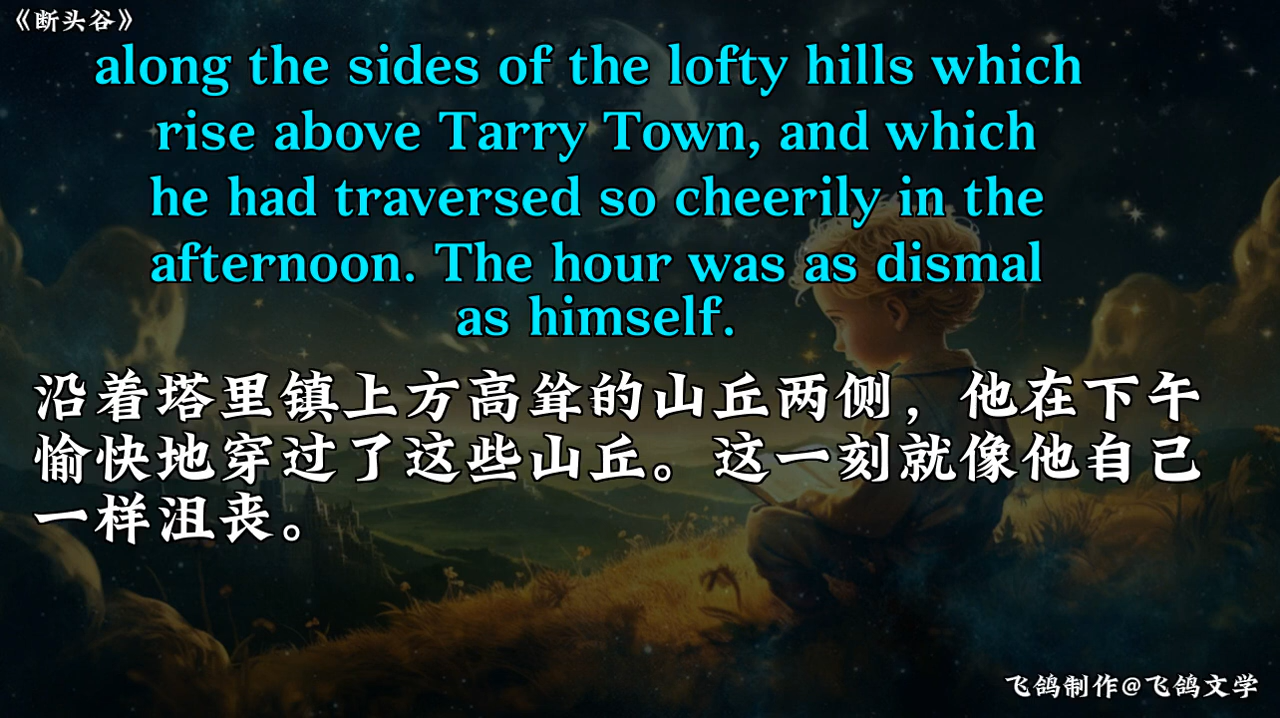 《断头谷》
along the sides of the lofty hills which
rise above Tarry Town, and which
he had traversed so cheerily in the
afternoon. The hour was as dismal
as himself.
沿着塔里镇上方高耸的山丘两侧，他在下午
愉快地穿过了这些山丘。这一刻就像他自己
一样沮丧。
飞鸽制作@飞鸽文学